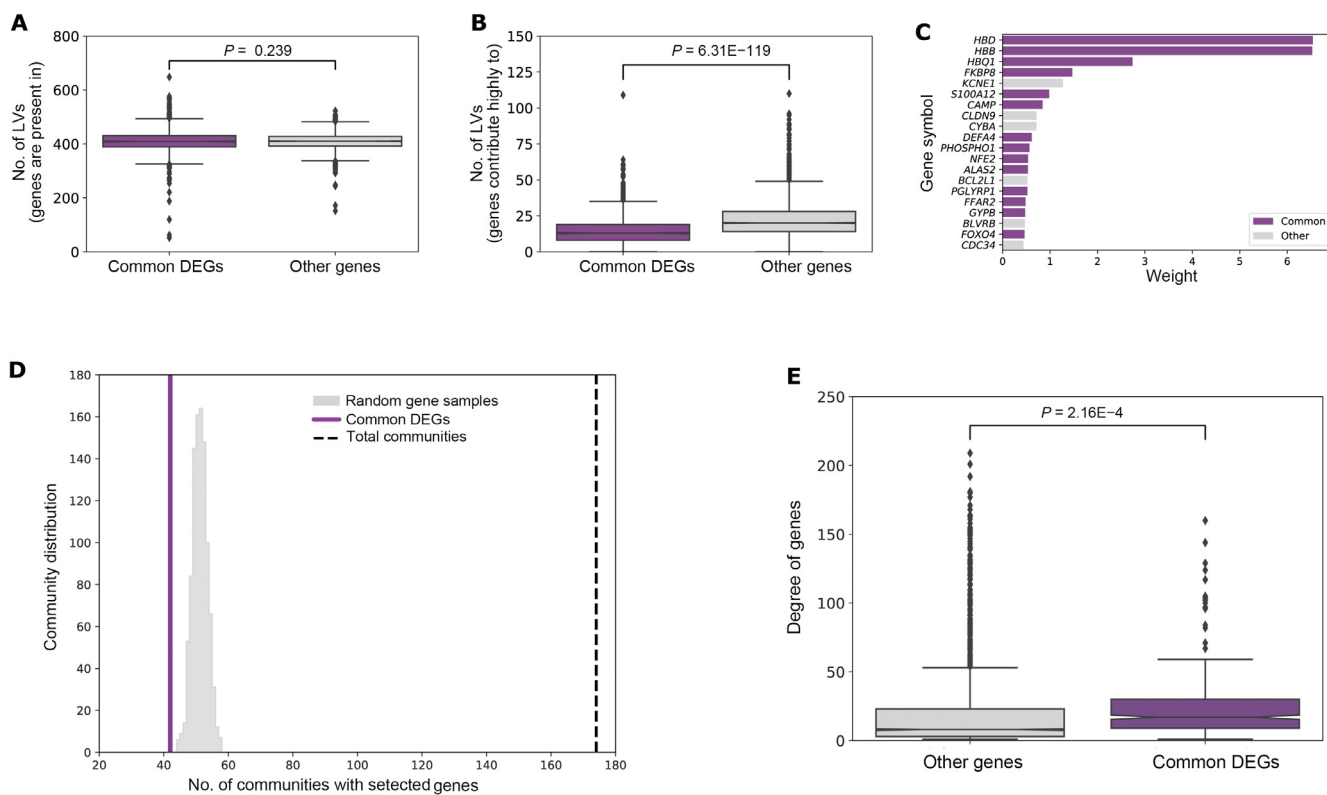 A
800
600
400
200
0
No. of LVs
(genes are present in)
P = 0.239
Common DEGs
Other genes
B
150
125
100
75
50
25
0
No. of LVs
(genes contribute highly to)
P = 6.31E−119
Common DEGs
Other genes
C
Gene symbol
HBD
HBB
HBQ1
FKBP8
KCNE1
S100A12
CAMP
CLDN9
CYBA
DEFA4
PHOSPHO1
NFE2
ALAS2
BCL2L1
PGLYRP1
FFAR2
GYPB
BLVRB
FOXO4
CDC34
Common
Other
0 1 2 3 4 5 6
Weight
D
180
160
140
120
100
80
60
40
20
0
Community distribution
Random gene samples
Common DEGs
Total communities
20 40 60 80 100 120 140 160 180
No. of communities with selected genes
E
250
200
150
100
50
0
Degree of genes
P = 2.16E−4
Other genes
Common DEGs